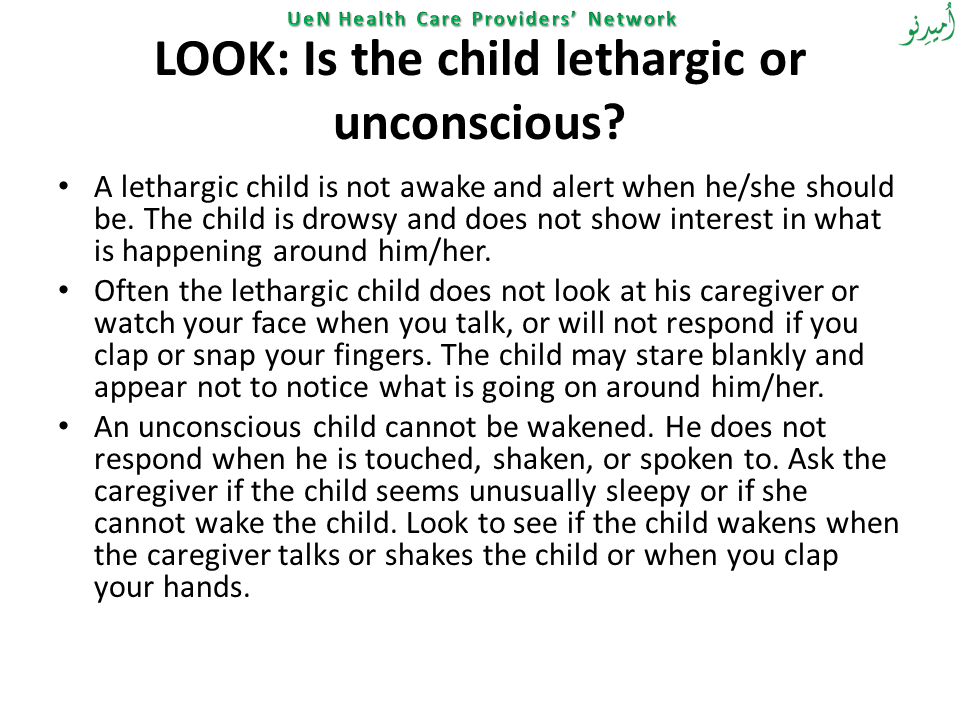 UeN Health Care Providers’ Network
اُميدِنو
LOOK: Is the child lethargic or
unconscious?
• A lethargic child is not awake and alert when he/she should
be. The child is drowsy and does not show interest in what
is happening around him/her.
• Often the lethargic child does not look at his caregiver or
watch your face when you talk, or will not respond if you
clap or snap your fingers. The child may stare blankly and
appear not to notice what is going on around him/her.
• An unconscious child cannot be wakened. He does not
respond when he is touched, shaken, or spoken to. Ask the
caregiver if the child seems unusually sleepy or if she
cannot wake the child. Look to see if the child wakens when
the caregiver talks or shakes the child or when you clap
your hands.